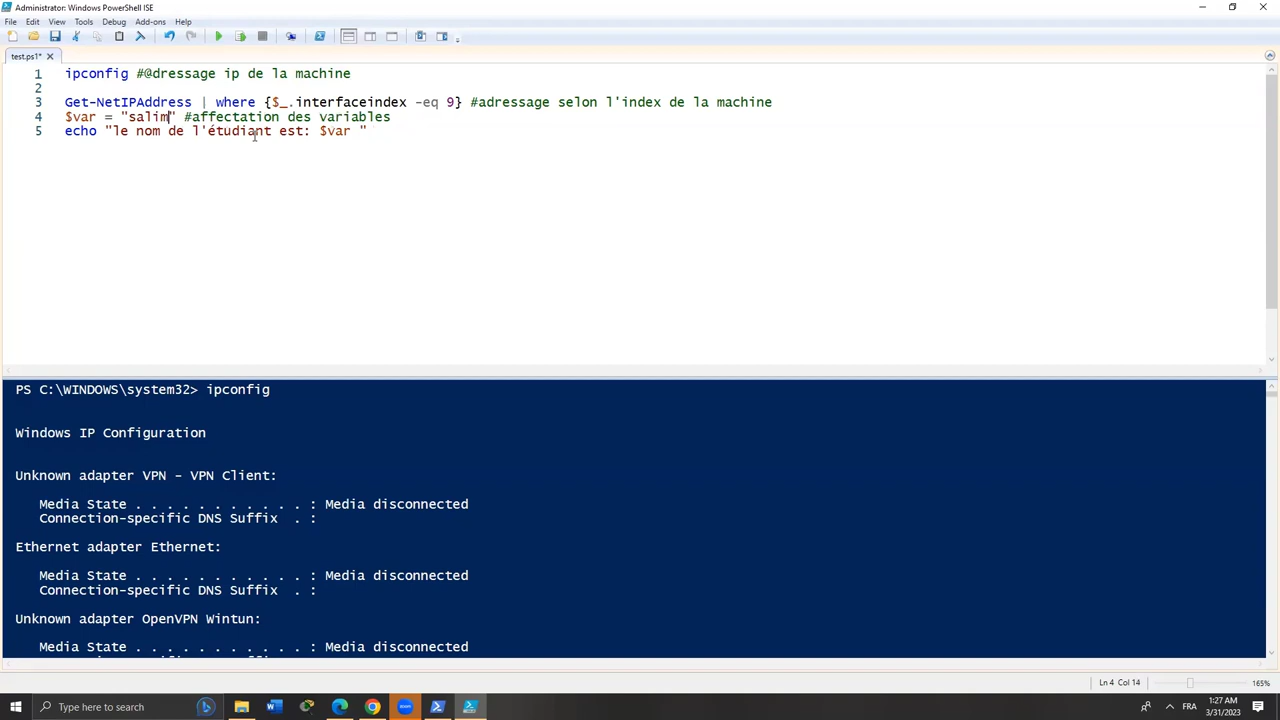 Administrator: Windows PowerShell ISE
File Edit View Tools Debug Add-ons Help
test.ps1*
1 ipconfig #@dressage ip de la machine
2
3 Get-NetIPAddress | where {$_.interfaceindex -eq 9} #adressage selon l'index de la machine
4 $var = "salim" #affectation des variables
5 echo "le nom de l'étudiant est: $var "
PS C:\WINDOWS\system32> ipconfig
Windows IP Configuration
Unknown adapter VPN - VPN Client:
Media State . . . . . . . . . . . : Media disconnected
Connection-specific DNS Suffix . :
Ethernet adapter Ethernet:
Media State . . . . . . . . . . . : Media disconnected
Connection-specific DNS Suffix . :
Unknown adapter OpenVPN Wintun:
Media State . . . . . . . . . . . : Media disconnected
Ln 4 Col 14
165%
Type here to search
FRA
1:27 AM
3/31/2023